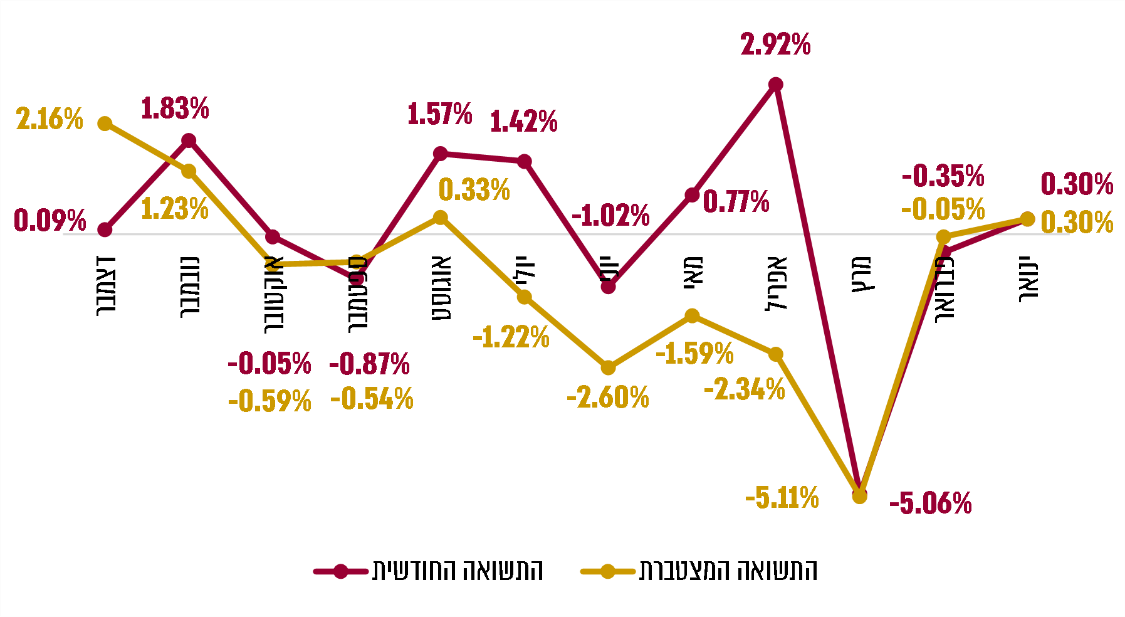 2.92%
1.83%
1.57%
1.42%
2.16%
-0.35%
0.30%
0.33%
0.77%
-0.05%
1.23%
-1.02%
0.09%
0.30%
ינואר
פברואר
מרץ
אפריל
מאי
יוני
יולי
אוגוסט
ספטמבר
אוקטובר
נובמבר
דצמבר
-1.22%
-1.59%
-0.05%
-0.87%
-2.34%
-0.59%
-0.54%
-2.60%
-5.11%
-5.06%
התשואה החודשית
התשואה המצטברת